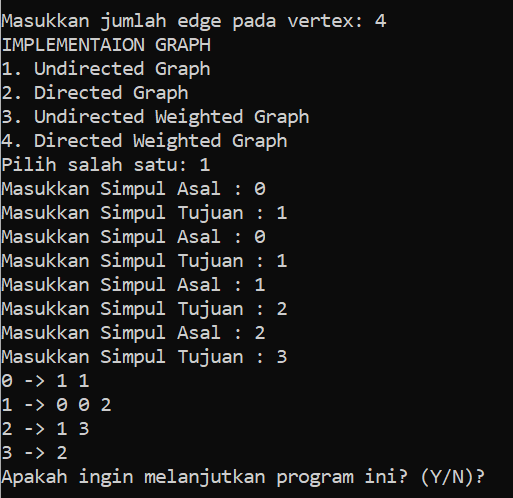 Masukkan jumlah edge pada vertex: 4
IMPLEMENTAION GRAPH
1. Undirected Graph
2. Directed Graph
3. Undirected Weighted Graph
4. Directed Weighted Graph
Pilih salah satu: 1
Masukkan Simpul Asal : 0
Masukkan Simpul Tujuan : 1
Masukkan Simpul Asal : 0
Masukkan Simpul Tujuan : 1
Masukkan Simpul Asal : 1
Masukkan Simpul Tujuan : 2
Masukkan Simpul Asal : 2
Masukkan Simpul Tujuan : 3
0 -> 1 1
1 -> 0 0 2
2 -> 1 3
3 -> 2
Apakah ingin melanjutkan program ini? (Y/N)?